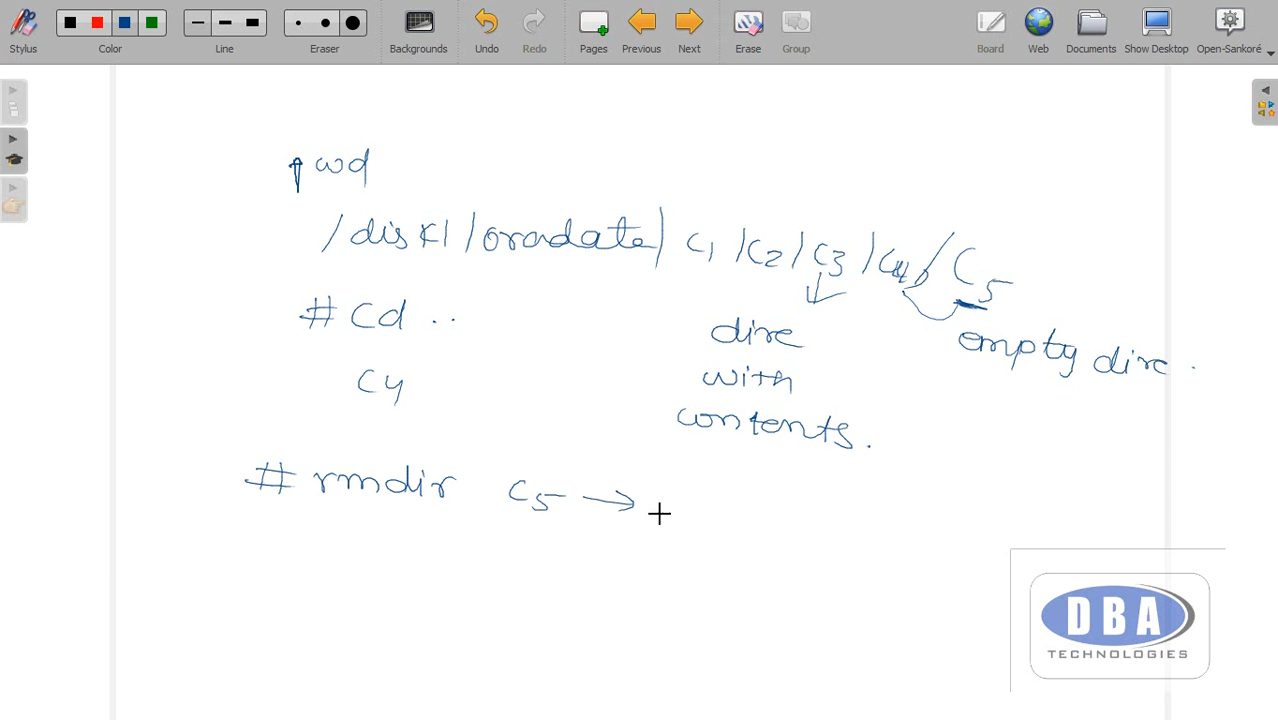 Stylus Color Line Eraser Backgrounds Undo Redo Pages Previous Next Erase Group Board Web Documents Show Desktop Open-Sankoré
pwd
/disk1/oradata/ c1/c2/c3/c4/c5
# cd ..
dire
empty dire.
c4
with
contents.
# rmdir c5 →
DBA
TECHNOLOGIES